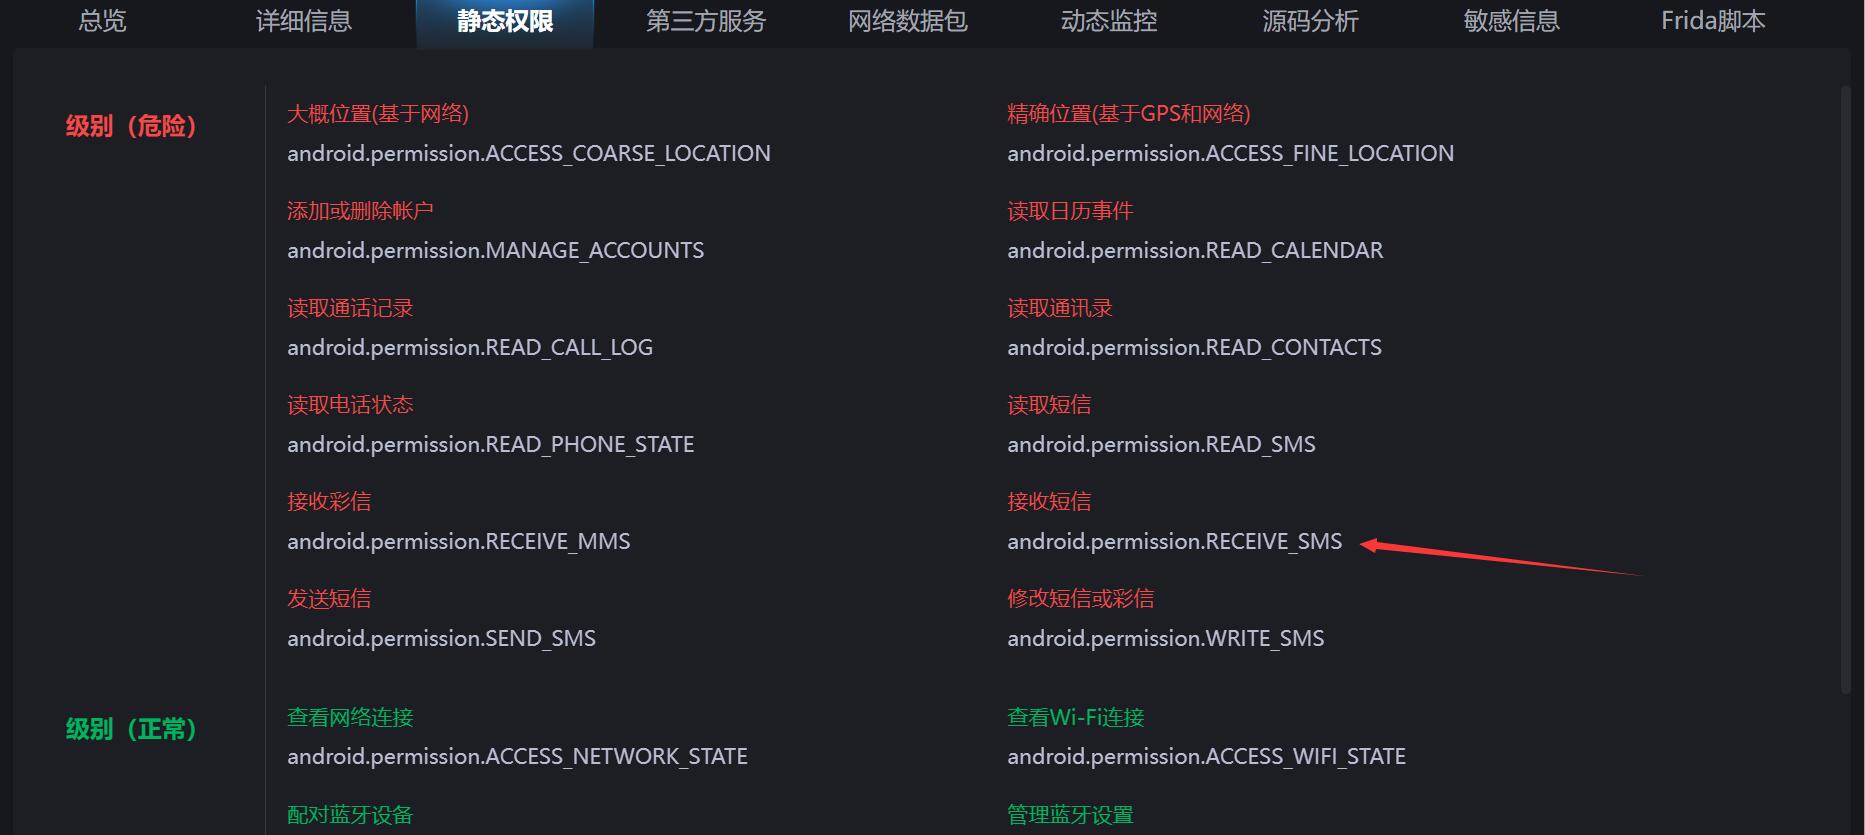 总览 详细信息 静态权限 第三方服务 网络数据包 动态监控 源码分析 敏感信息 Frida脚本
级别（危险）
大概位置(基于网络) 精确位置(基于GPS和网络)
android.permission.ACCESS_COARSE_LOCATION android.permission.ACCESS_FINE_LOCATION
添加或删除帐户 读取日历事件
android.permission.MANAGE_ACCOUNTS android.permission.READ_CALENDAR
读取通话记录 读取通讯录
android.permission.READ_CALL_LOG android.permission.READ_CONTACTS
读取电话状态 读取短信
android.permission.READ_PHONE_STATE android.permission.READ_SMS
接收彩信 接收短信
android.permission.RECEIVE_MMS android.permission.RECEIVE_SMS
发送短信 修改短信或彩信
android.permission.SEND_SMS android.permission.WRITE_SMS
级别（正常）
查看网络连接 查看Wi-Fi连接
android.permission.ACCESS_NETWORK_STATE android.permission.ACCESS_WIFI_STATE
配对蓝牙设备 管理蓝牙设置